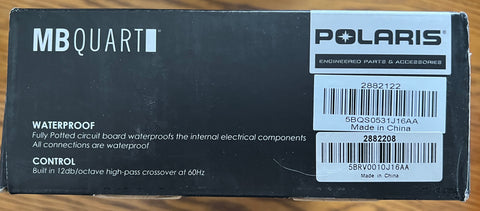 MB QUART
POLARIS
ENGINEERED PARTS & ACCESSORIES
2882122
5BQS0531J16AA
Made in China
2882208
5BRV0010J16AA
Made in China
WATERPROOF
Fully Potted circuit board waterproofs the internal electrical components
All connections are waterproof
CONTROL
Built in 12db/octave high-pass crossover at 60Hz